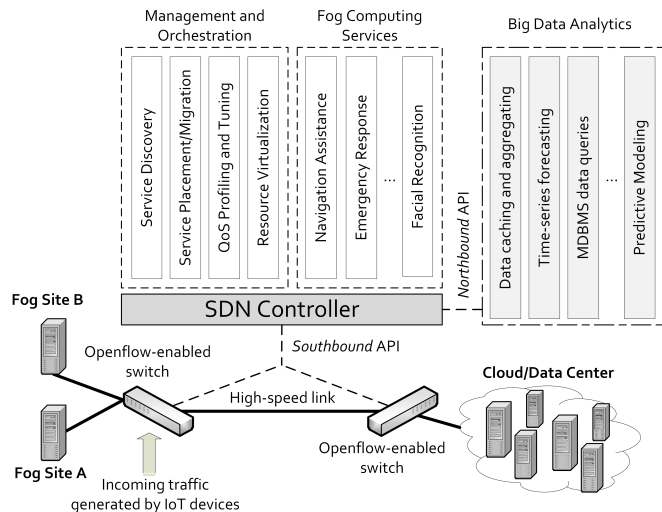 Management and
Orchestration
Fog Computing
Services
Big Data Analytics
Service Discovery
Service Placement/Migration
QoS Profiling and Tuning
Resource Virtualization
Navigation Assistance
Emergency Response
...
Facial Recognition
Northbound API
Data caching and aggregating
Time-series forecasting
MDBMS data queries
...
Predictive Modeling
SDN Controller
Fog Site B
Southbound API
Openflow-enabled
switch
Cloud/Data Center
High-speed link
Openflow-enabled
switch
Fog Site A
Incoming traffic
generated by IoT devices